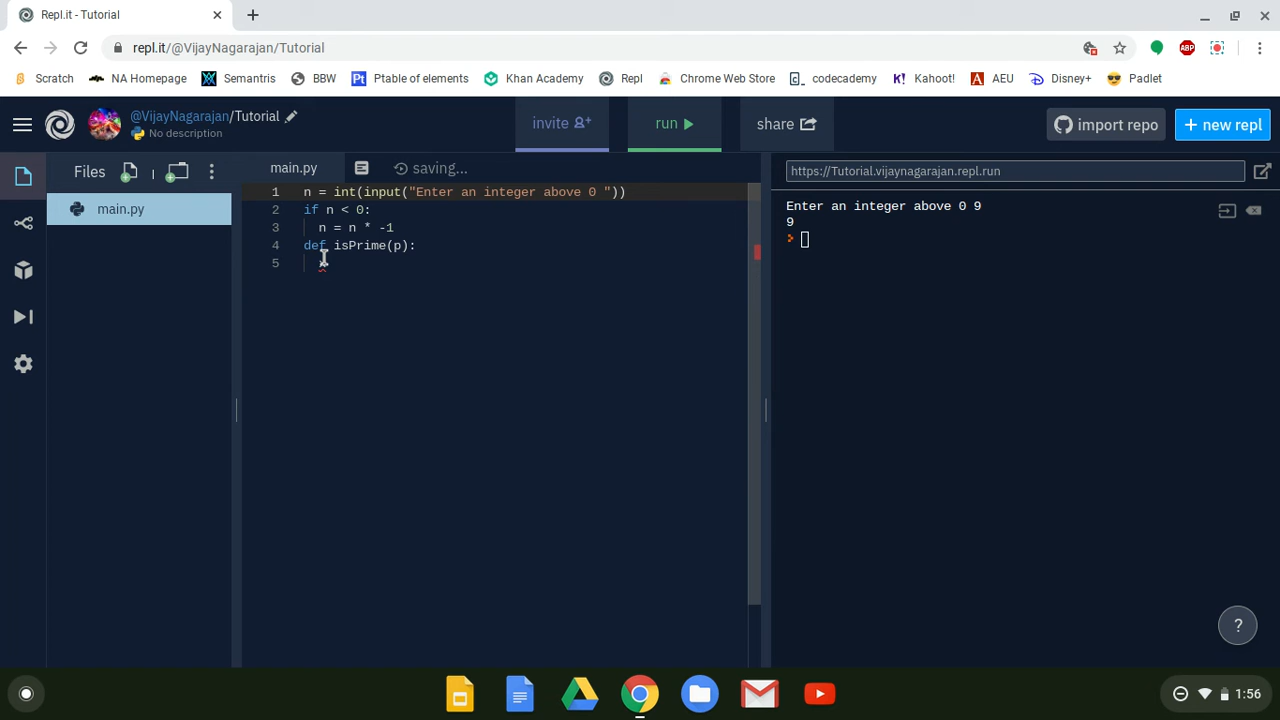 Repl.it - Tutorial
repl.it/@VijayNagarajan/Tutorial
Scratch NA Homepage Semantris BBW Ptable of elements Khan Academy Repl Chrome Web Store codecademy Kahoot! AEU Disney+ Padlet
@VijayNagarajan/Tutorial
No description
invite
run
share
import repo
+ new repl
Files
main.py
main.py
saving...
https://Tutorial.vijaynagarajan.repl.run
1 n = int(input("Enter an integer above 0 "))
2 if n < 0:
3 n = n * -1
4 def isPrime(p):
5
Enter an integer above 0 9
9
>
?
1:56